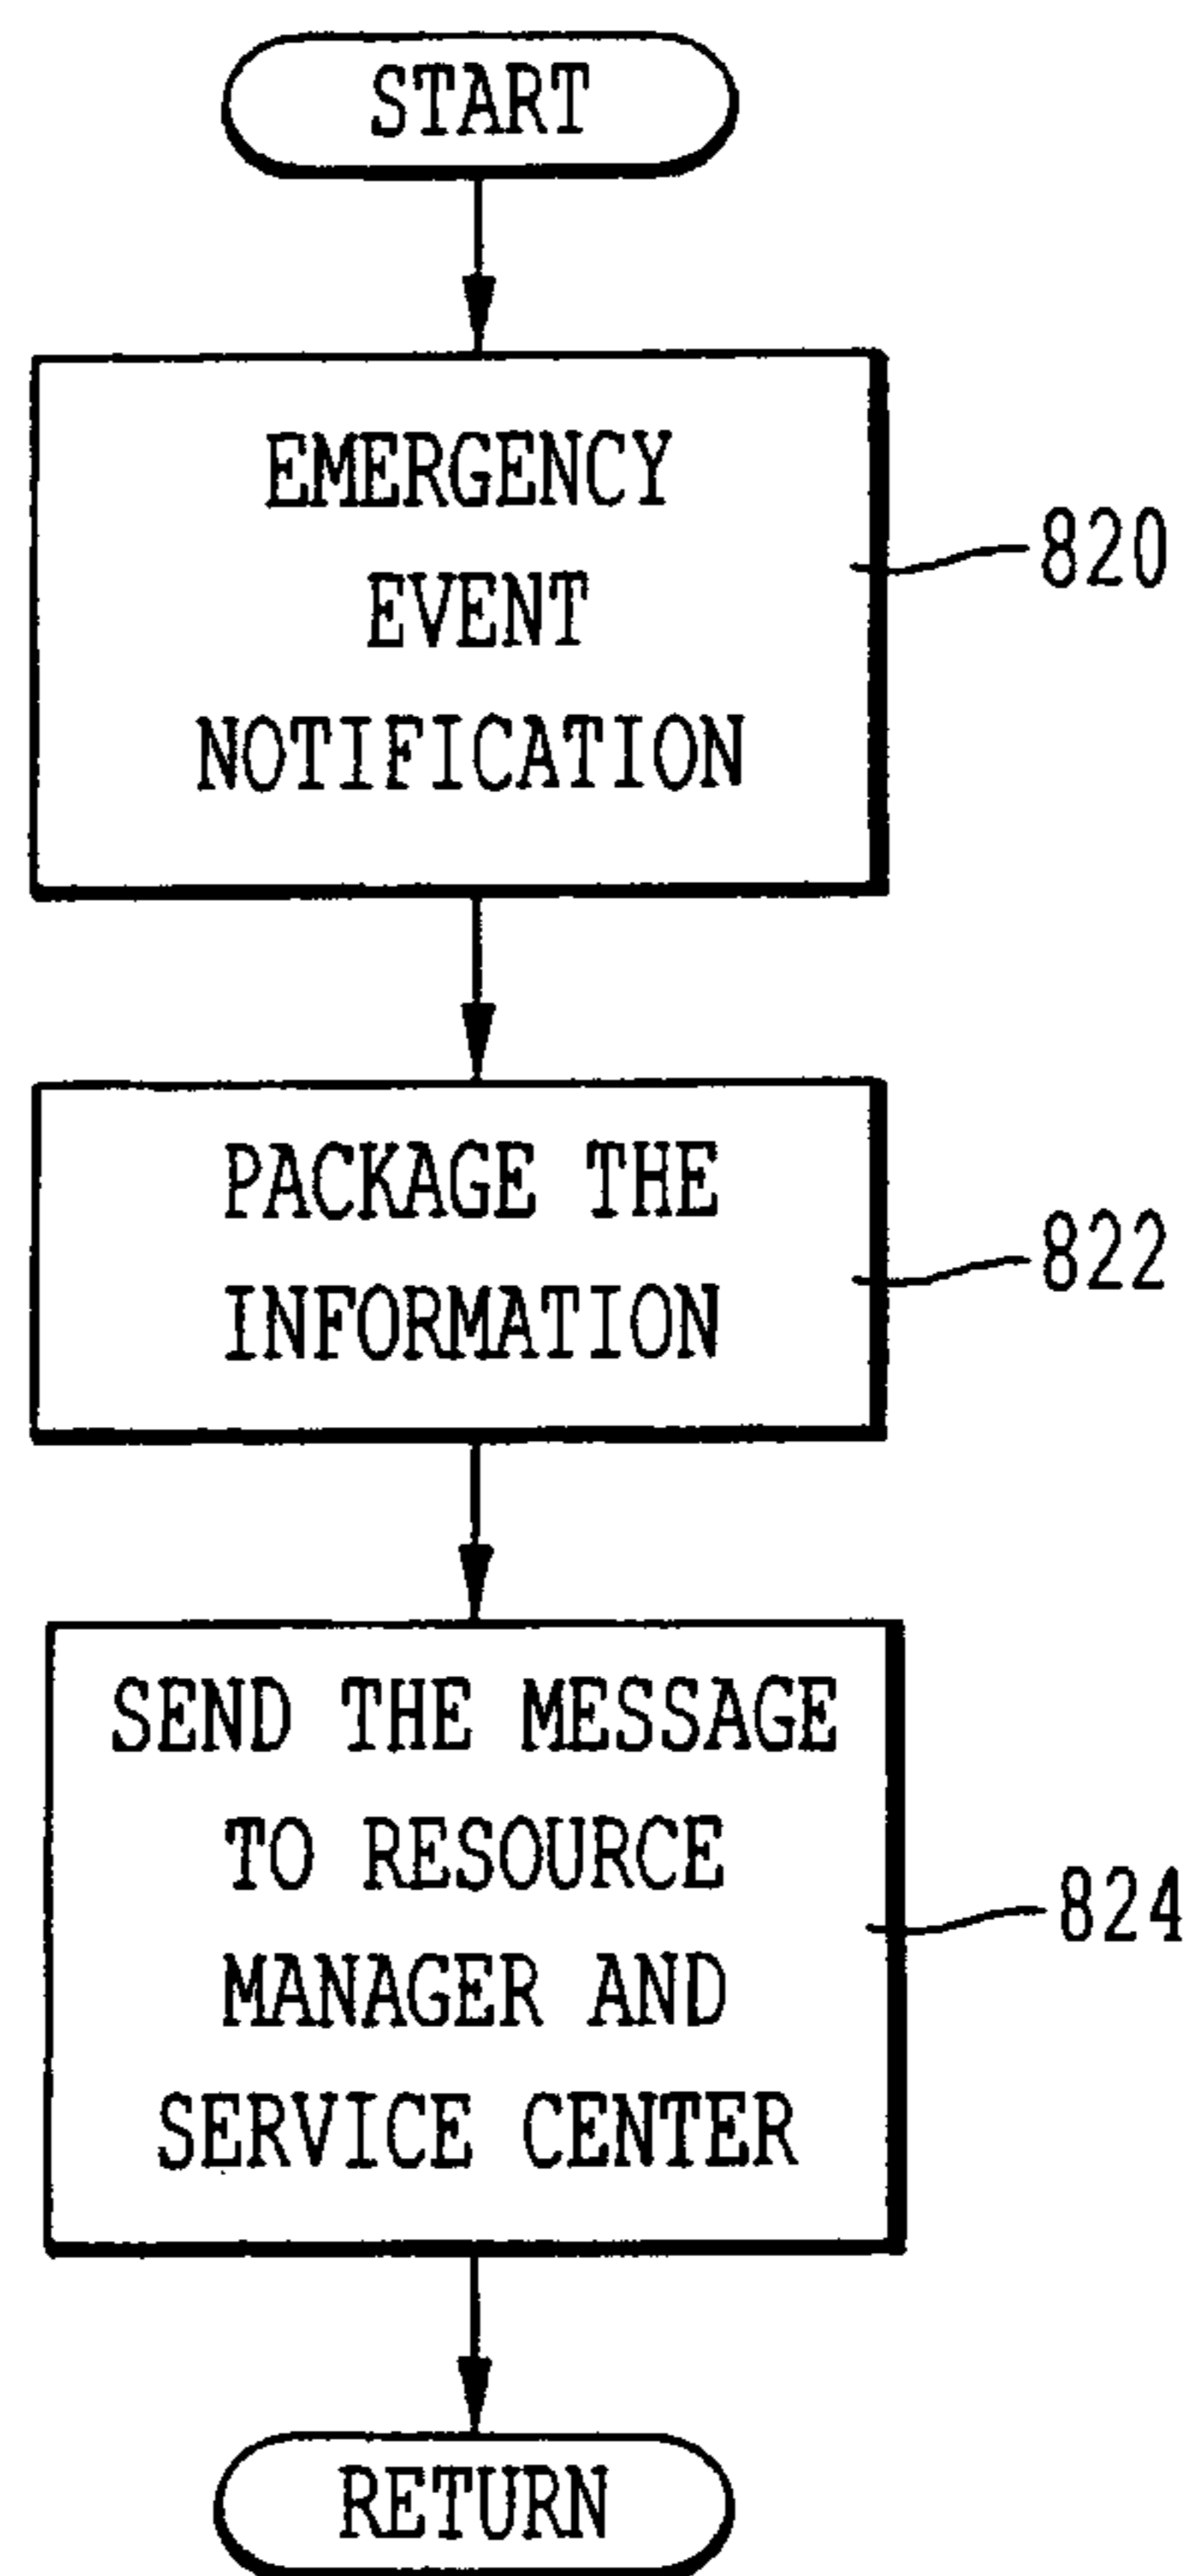 START
EMERGENCY
EVENT
NOTIFICATION
820
PACKAGE THE
INFORMATION
822
SEND THE MESSAGE
TO RESOURCE
MANAGER AND
SERVICE CENTER
824
RETURN